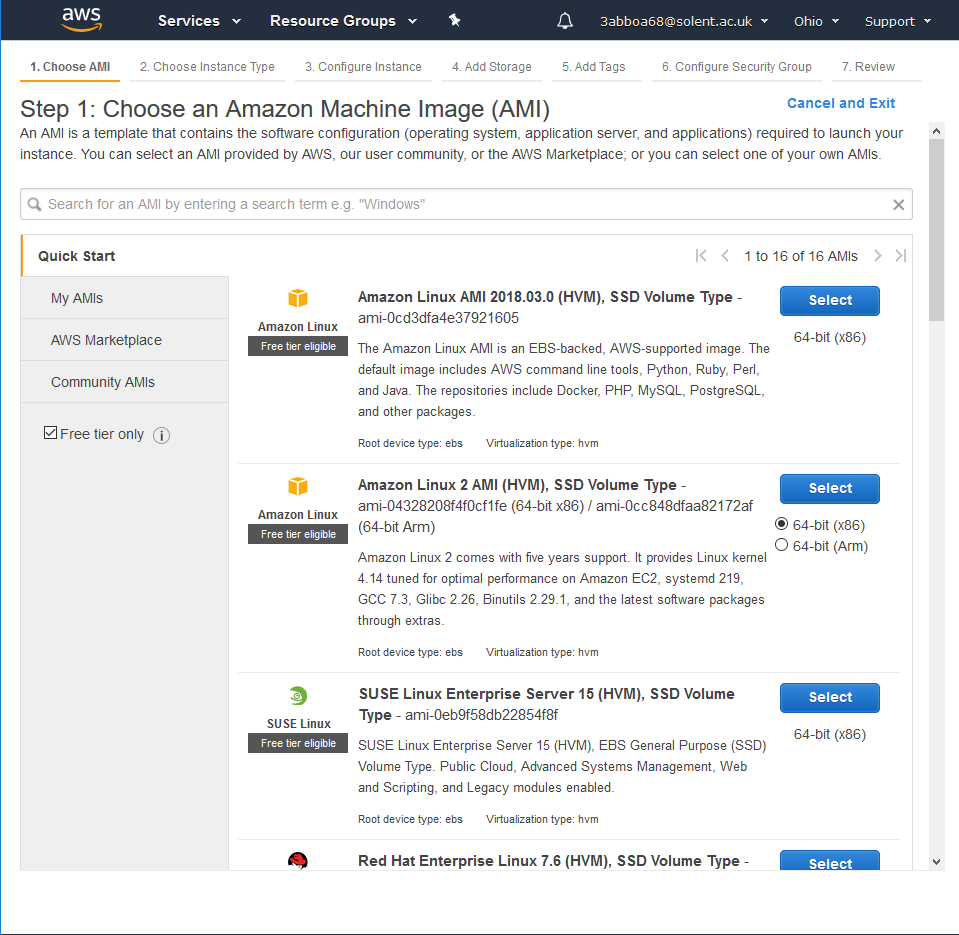 aws Services Resource Groups 3abboa68@solent.ac.uk Ohio Support
1. Choose AMI 2. Choose Instance Type 3. Configure Instance 4. Add Storage 5. Add Tags 6. Configure Security Group 7. Review
Step 1: Choose an Amazon Machine Image (AMI)
Cancel and Exit
An AMI is a template that contains the software configuration (operating system, application server, and applications) required to launch your
instance. You can select an AMI provided by AWS, our user community, or the AWS Marketplace; or you can select one of your own AMIs.
Search for an AMI by entering a search term e.g. "Windows"
Quick Start
1 to 16 of 16 AMIs
My AMIs
AWS Marketplace
Community AMIs
Free tier only
Amazon Linux
Free tier eligible
Amazon Linux AMI 2018.03.0 (HVM), SSD Volume Type -
ami-0cd3dfa4e37921605
The Amazon Linux AMI is an EBS-backed, AWS-supported image. The
default image includes AWS command line tools, Python, Ruby, Perl,
and Java. The repositories include Docker, PHP, MySQL, PostgreSQL,
and other packages.
Root device type: ebs Virtualization type: hvm
Select
64-bit (x86)
Amazon Linux
Free tier eligible
Amazon Linux 2 AMI (HVM), SSD Volume Type -
ami-04328208f4f0cf1fe (64-bit x86) / ami-0cc848dfaa82172af
(64-bit Arm)
Amazon Linux 2 comes with five years support. It provides Linux kernel
4.14 tuned for optimal performance on Amazon EC2, systemd 219,
GCC 7.3, Glibc 2.26, Binutils 2.29.1, and the latest software packages
through extras.
Root device type: ebs Virtualization type: hvm
Select
64-bit (x86)
64-bit (Arm)
SUSE Linux
Free tier eligible
SUSE Linux Enterprise Server 15 (HVM), SSD Volume
Type - ami-0eb9f58db22854f8f
SUSE Linux Enterprise Server 15 (HVM), EBS General Purpose (SSD)
Volume Type. Public Cloud, Advanced Systems Management, Web
and Scripting, and Legacy modules enabled.
Root device type: ebs Virtualization type: hvm
Select
64-bit (x86)
Red Hat Enterprise Linux 7.6 (HVM), SSD Volume Type -
Select